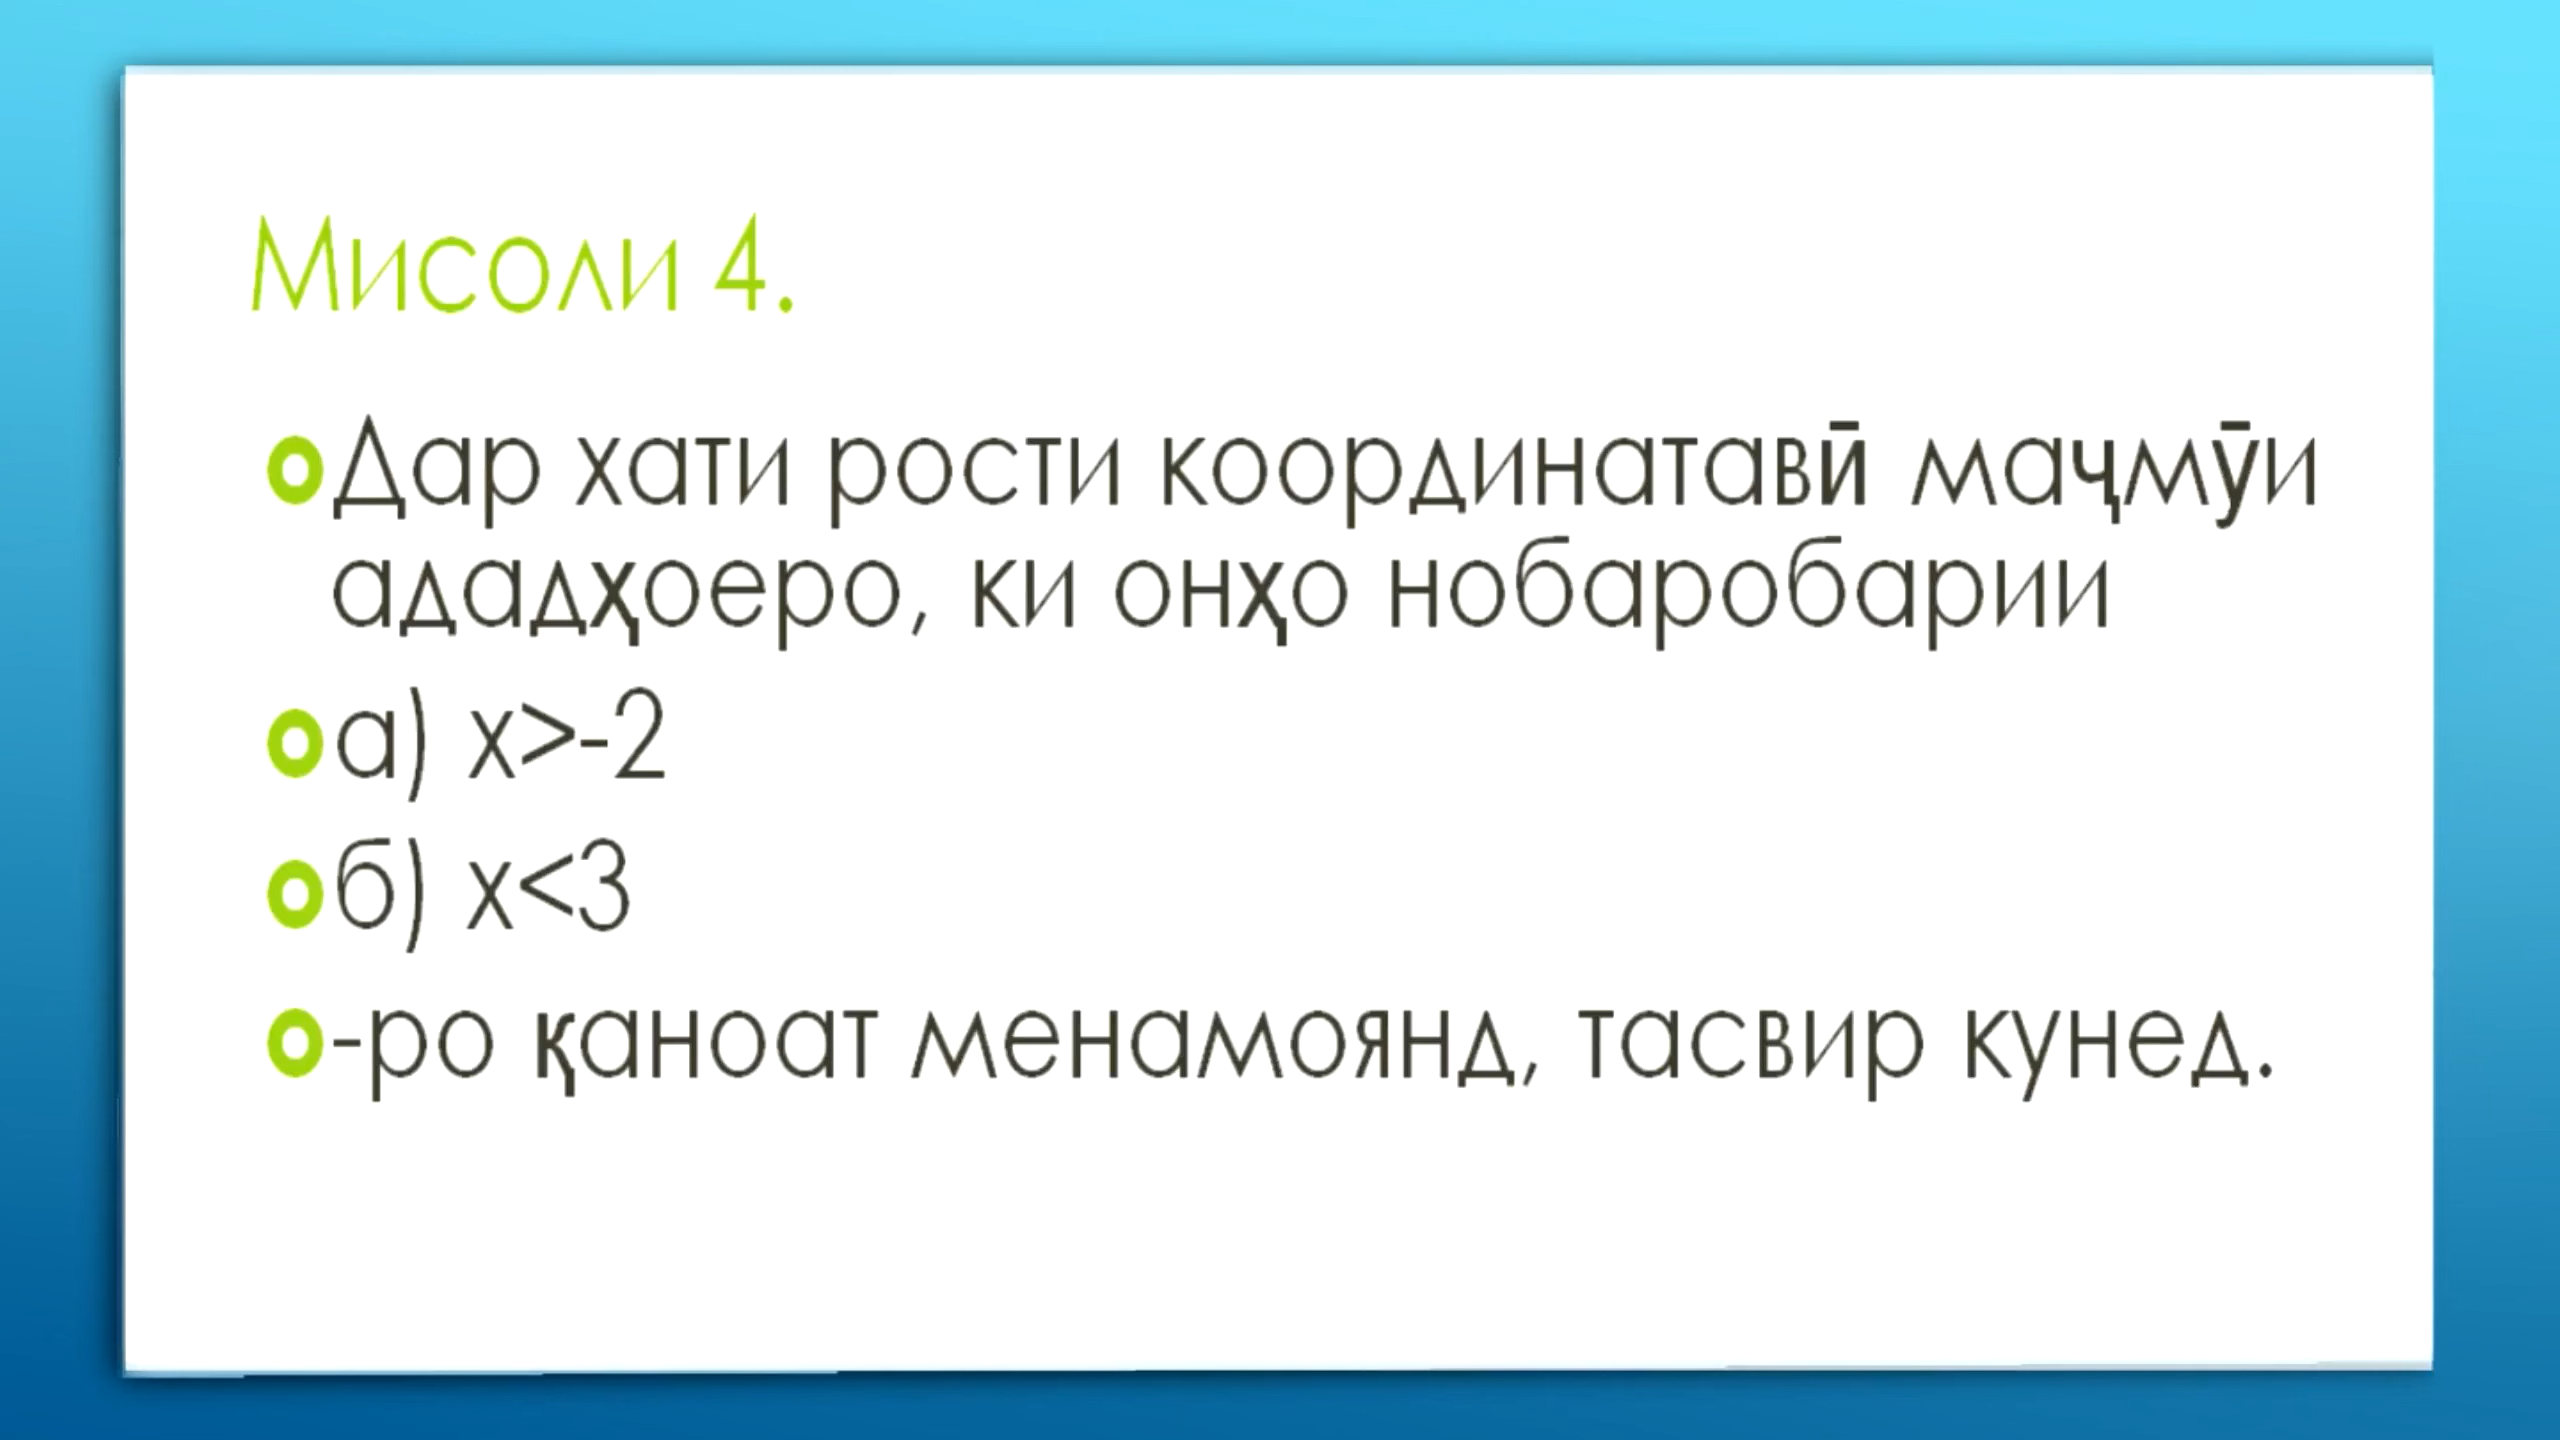 Мисоли 4.
Дар хати рости координатавӣ маҷмӯи
ададҳоеро, ки онҳо нобаробарии
а) х>-2
б) х<3
-ро қаноат менамоянд, тасвир кунед.